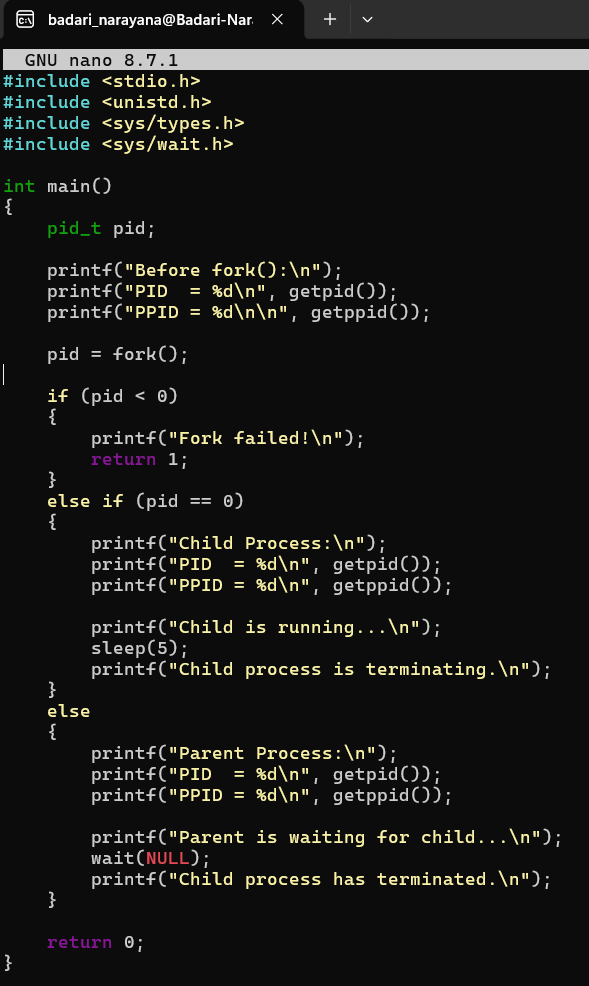 badari_narayana@Badari-Nar
GNU nano 8.7.1
#include <stdio.h>
#include <unistd.h>
#include <sys/types.h>
#include <sys/wait.h>
int main()
{
    pid_t pid;
    printf("Before fork():\n");
    printf("PID  = %d\n", getpid());
    printf("PPID = %d\n\n", getppid());
    pid = fork();
    if (pid < 0)
    {
        printf("Fork failed!\n");
        return 1;
    }
    else if (pid == 0)
    {
        printf("Child Process:\n");
        printf("PID  = %d\n", getpid());
        printf("PPID = %d\n", getppid());
        printf("Child is running...\n");
        sleep(5);
        printf("Child process is terminating.\n");
    }
    else
    {
        printf("Parent Process:\n");
        printf("PID  = %d\n", getpid());
        printf("PPID = %d\n", getppid());
        printf("Parent is waiting for child...\n");
        wait(NULL);
        printf("Child process has terminated.\n");
    }
    return 0;
}